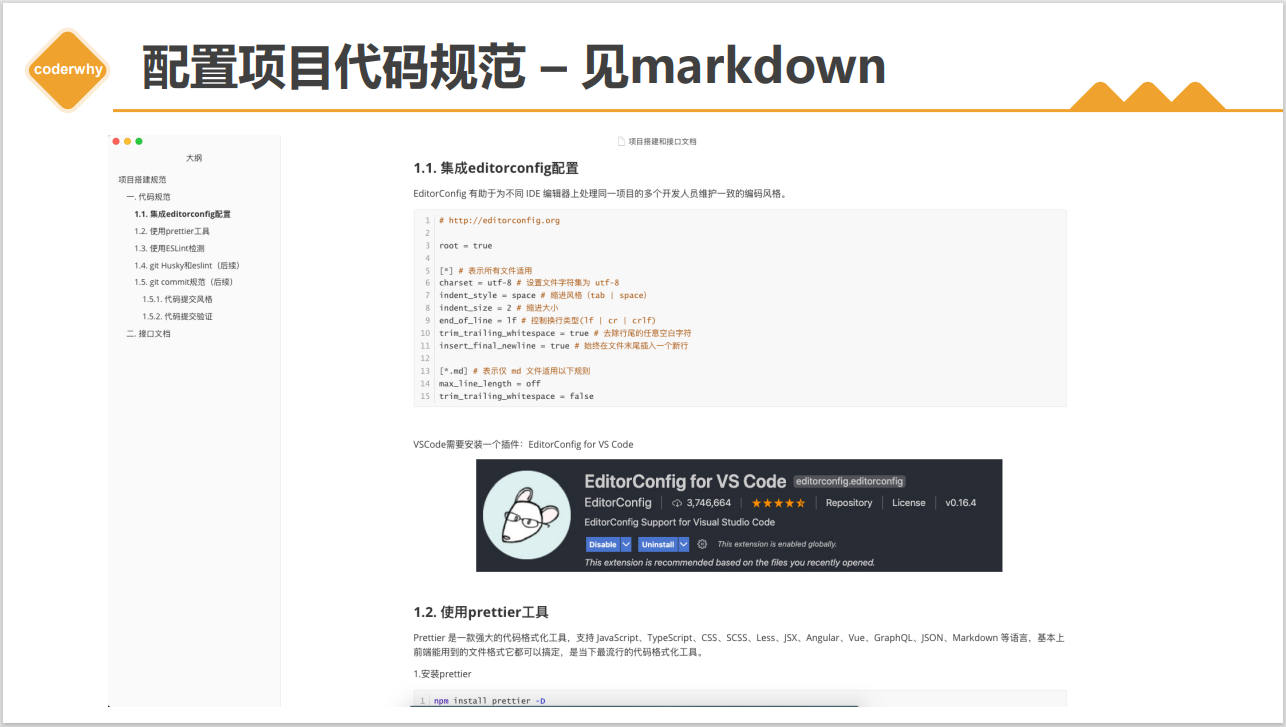 coderwhy
配置项目代码规范 – 见markdown
大纲
项目搭建规范
一. 代码规范
1.1. 集成editorconfig配置
1.2. 使用prettier工具
1.3. 使用ESLint检测
1.4. git Husky和eslint（后续）
1.5. git commit规范（后续）
1.5.1. 代码提交风格
1.5.2. 代码提交验证
二. 接口文档
项目搭建和接口文档
1.1. 集成editorconfig配置
EditorConfig 有助于为不同 IDE 编辑器上处理同一项目的多个开发人员维护一致的编码风格。
1 # http://editorconfig.org
2
3 root = true
4
5 [*] # 表示所有文件适用
6 charset = utf-8 # 设置文件字符集为 utf-8
7 indent_style = space # 缩进风格（tab | space）
8 indent_size = 2 # 缩进大小
9 end_of_line = lf # 控制换行类型(lf | cr | crlf)
10 trim_trailing_whitespace = true # 去除行尾的任意空白字符
11 insert_final_newline = true # 始终在文件末尾插入一个新行
12
13 [*.md] # 表示仅 md 文件适用以下规则
14 max_line_length = off
15 trim_trailing_whitespace = false
VSCode需要安装一个插件：EditorConfig for VS Code
EditorConfig for VS Code editorconfig.editorconfig
EditorConfig 3,746,664 Repository License v0.16.4
EditorConfig Support for Visual Studio Code
Disable Uninstall This extension is enabled globally.
This extension is recommended based on the files you recently opened.
1.2. 使用prettier工具
Prettier 是一款强大的代码格式化工具，支持 JavaScript、TypeScript、CSS、SCSS、Less、JSX、Angular、Vue、GraphQL、JSON、Markdown 等语言，基本上
前端能用到的文件格式它都可以搞定，是当下最流行的代码格式化工具。
1.安装prettier
1 npm install prettier -D